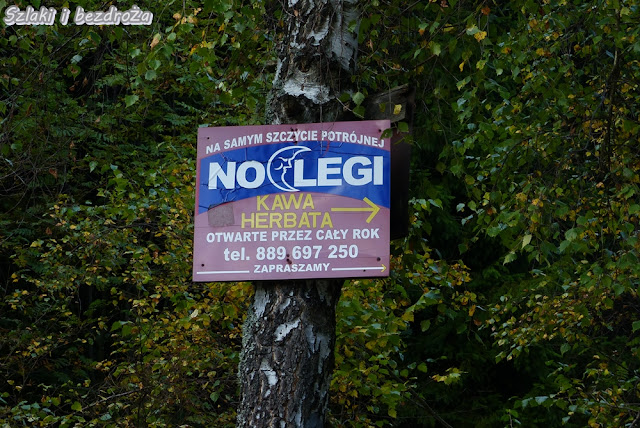 Szlaki i bezdroża
NA SAMYM SZCZYCIE POTRÓJNEJ
NOCLEGI
KAWA
HERBATA
OTWARTE PRZEZ CAŁY ROK
tel. 889 697 250
ZAPRASZAMY